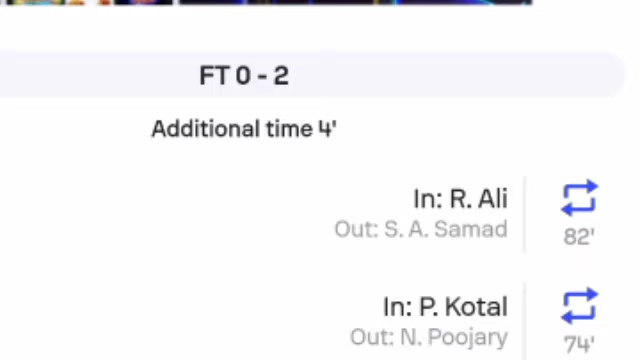 FT 0 - 2
Additional time 4'
In: R. Ali
Out: S. A. Samad
82'
In: P. Kotal
Out: N. Poojary
74'